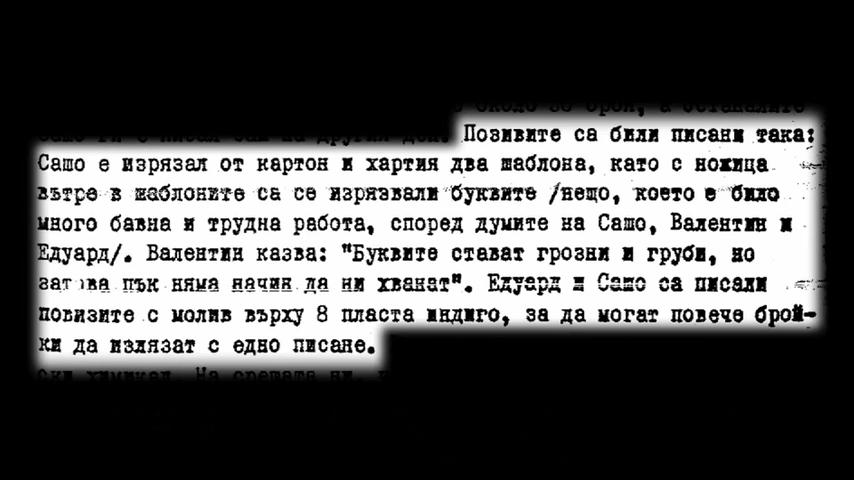 Позивите са били писани така:
Сашо е изрязал от картон и хартия два шаблона, като с ножица
вътре в шаблоните са се изрязвали буквите /нещо, което е било
много бавна и трудна работа, според думите на Сашо, Валентин и
Едуард/. Валентин казва: "Буквите стават грозни и груби, но
затова пък няма начин да ни хванат". Едуард и Сашо са писали
повизите с молив върху 8 пласта индиго, за да могат повече брой-
ки да излязат с едно писане.